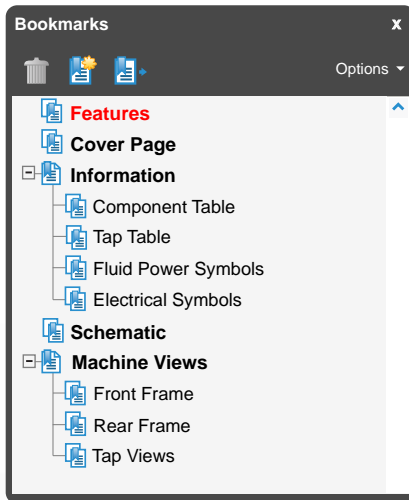 Bookmarks x
Options
Features
Cover Page
Information
Component Table
Tap Table
Fluid Power Symbols
Electrical Symbols
Schematic
Machine Views
Front Frame
Rear Frame
Tap Views